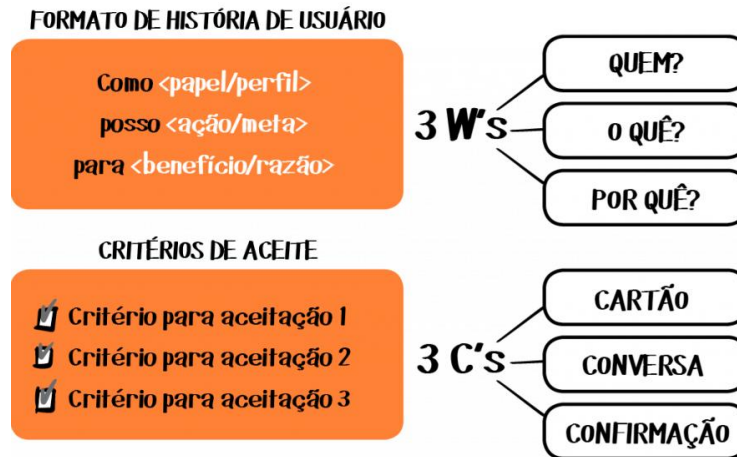 FORMATO DE HISTÓRIA DE USUÁRIO
Como <papel/perfil>
posso <ação/meta>
para <benefício/razão>
3 W's
QUEM?
O QUÊ?
POR QUÊ?
CRITÉRIOS DE ACEITE
Critério para aceitação 1
Critério para aceitação 2
Critério para aceitação 3
3 C's
CARTÃO
CONVERSA
CONFIRMAÇÃO